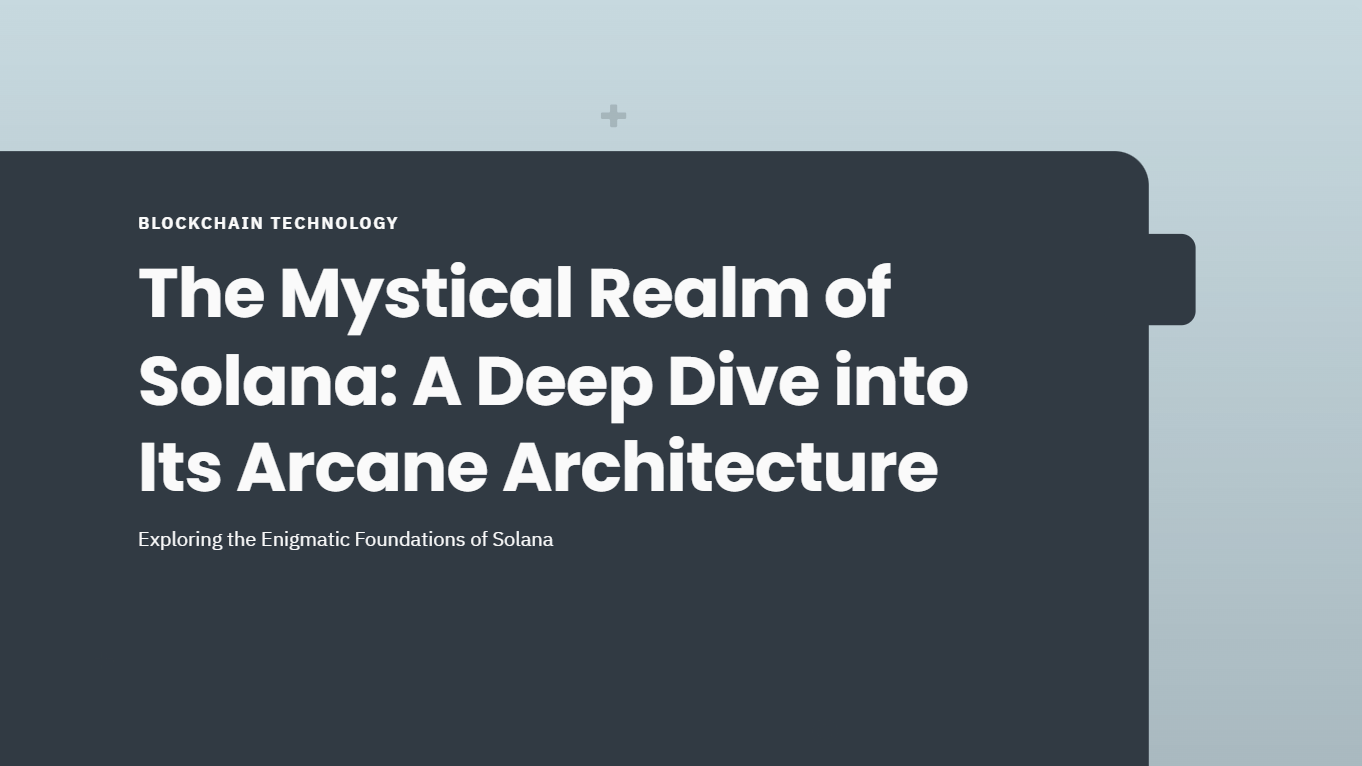 BLOCKCHAIN TECHNOLOGY
The Mystical Realm of
Solana: A Deep Dive into
Its Arcane Architecture
Exploring the Enigmatic Foundations of Solana